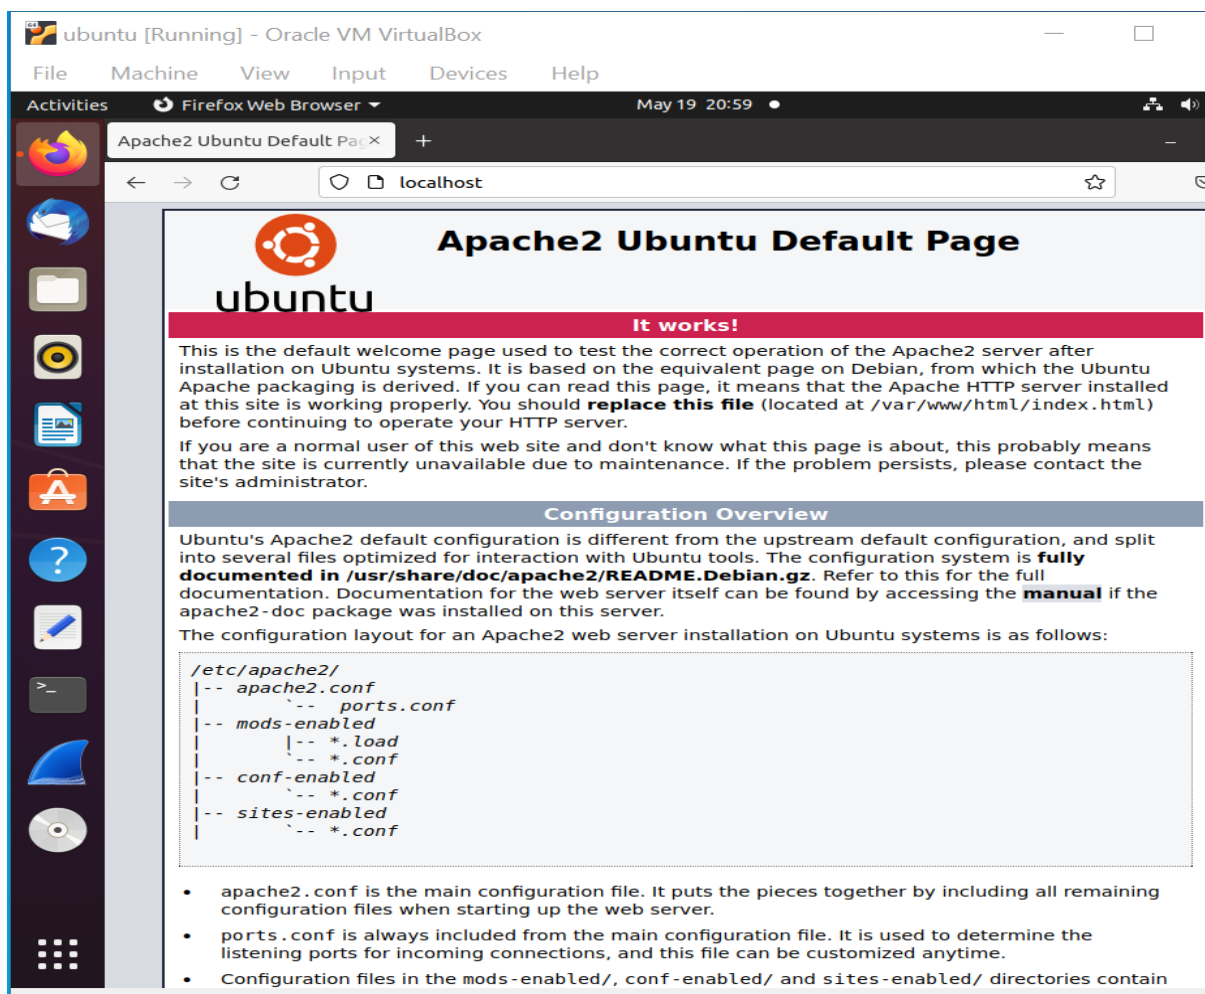 ubuntu [Running] - Oracle VM VirtualBox
File Machine View Input Devices Help
Activities Firefox Web Browser May 19 20:59
Apache2 Ubuntu Default Pag
localhost
ubuntu
Apache2 Ubuntu Default Page
It works!
This is the default welcome page used to test the correct operation of the Apache2 server after
installation on Ubuntu systems. It is based on the equivalent page on Debian, from which the Ubuntu
Apache packaging is derived. If you can read this page, it means that the Apache HTTP server installed
at this site is working properly. You should replace this file (located at /var/www/html/index.html)
before continuing to operate your HTTP server.
If you are a normal user of this web site and don't know what this page is about, this probably means
that the site is currently unavailable due to maintenance. If the problem persists, please contact the
site's administrator.
Configuration Overview
Ubuntu's Apache2 default configuration is different from the upstream default configuration, and split
into several files optimized for interaction with Ubuntu tools. The configuration system is fully
documented in /usr/share/doc/apache2/README.Debian.gz. Refer to this for the full
documentation. Documentation for the web server itself can be found by accessing the manual if the
apache2-doc package was installed on this server.
The configuration layout for an Apache2 web server installation on Ubuntu systems is as follows:
/etc/apache2/
|-- apache2.conf
|       `--  ports.conf
|-- mods-enabled
|       |-- *.load
|       `-- *.conf
|-- conf-enabled
|       `-- *.conf
|-- sites-enabled
|       `-- *.conf
• apache2.conf is the main configuration file. It puts the pieces together by including all remaining
configuration files when starting up the web server.
• ports.conf is always included from the main configuration file. It is used to determine the
listening ports for incoming connections, and this file can be customized anytime.
• Configuration files in the mods-enabled/, conf-enabled/ and sites-enabled/ directories contain